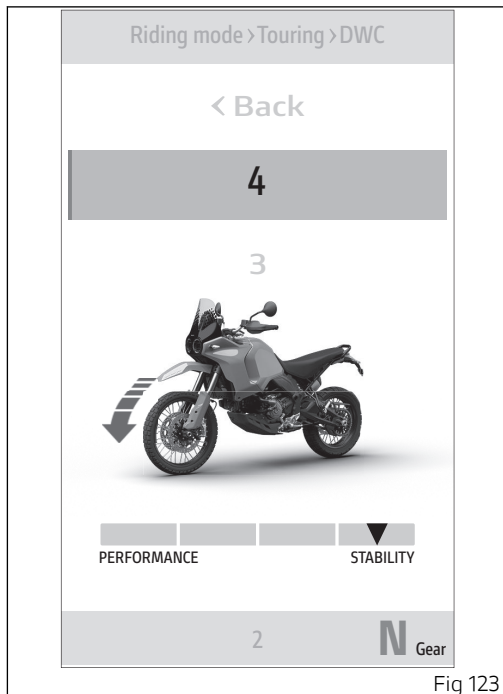 Riding mode›Touring›DWC
‹ Back
4
3
PERFORMANCE STABILITY
2 N Gear
Fig 123